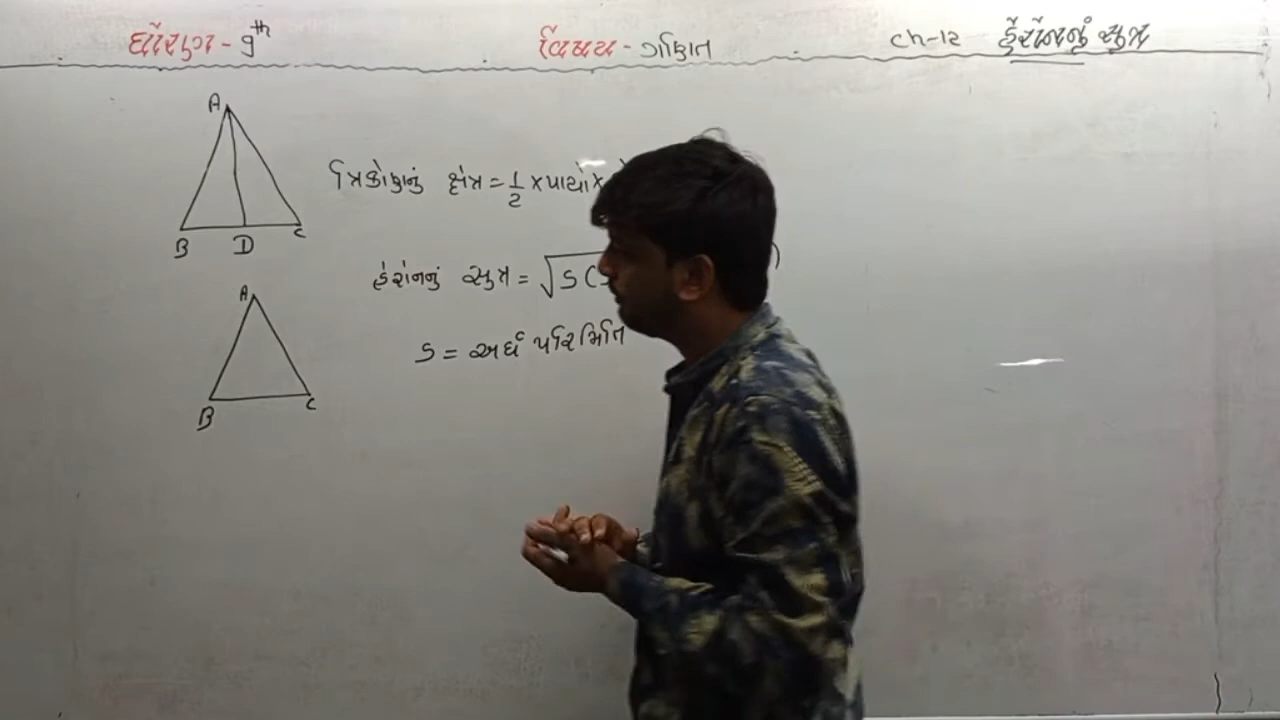 ધોરણ - 9th વિષય - ગણિત ch-12 હેરોનનું સુત્ર
A
B D C
ત્રિકોણનું ક્ષેત્ર = 1/2 × પાયો ×
હેરોનનું સુત્ર = √S(
A
B C
S = અર્ધ પરિમિતિ